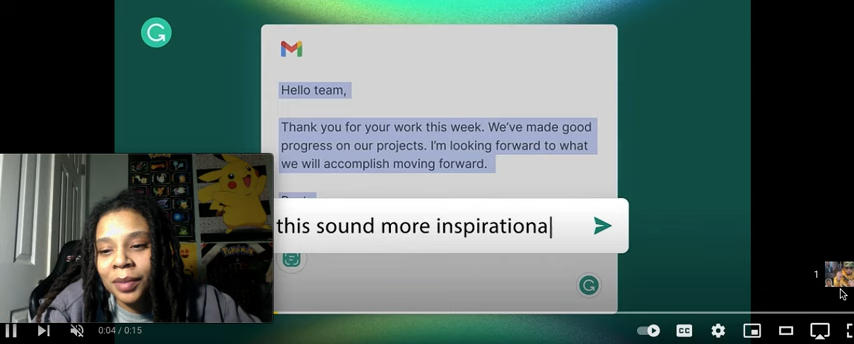 Hello team,
Thank you for your work this week. We've made good
progress on our projects. I'm looking forward to what
we will accomplish moving forward.
this sound more inspirationa
1
0:04 / 0:15
CC